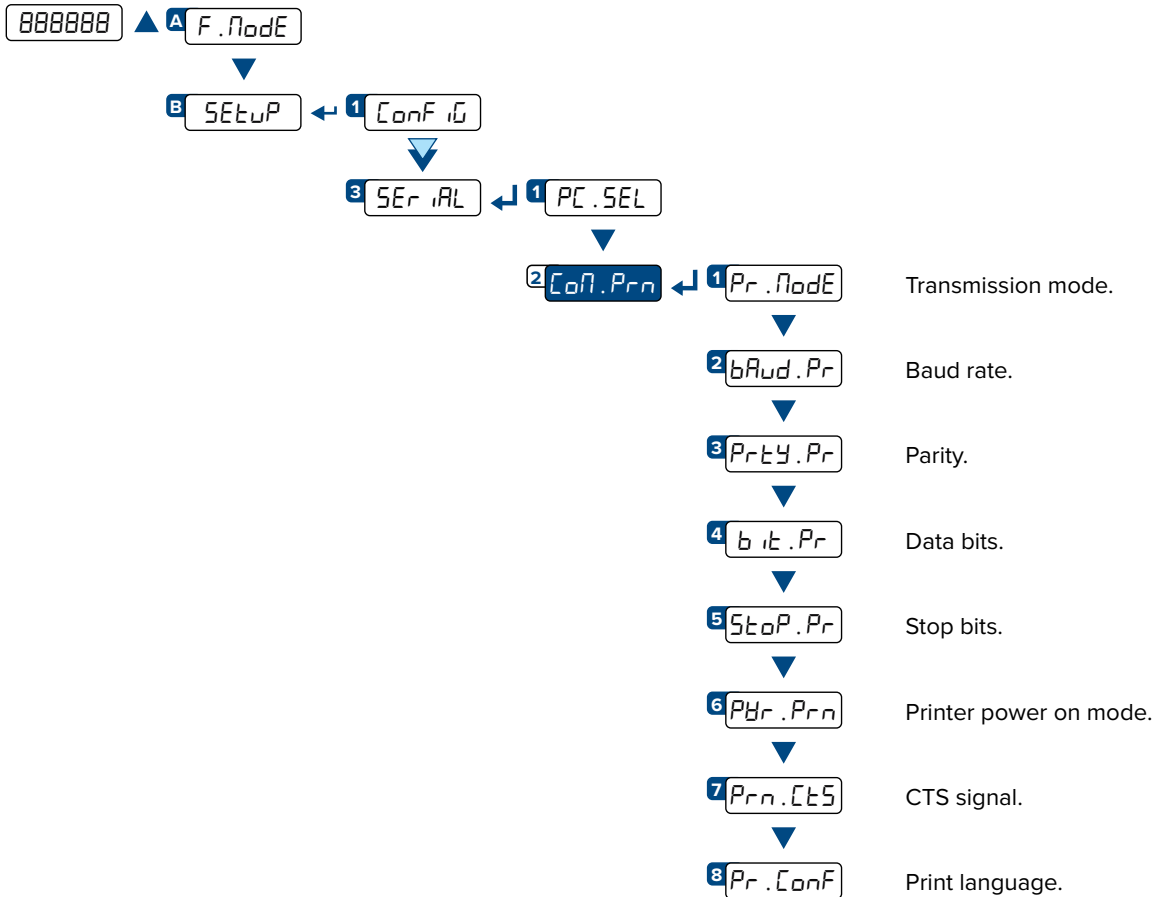 888888 A F.ModE
B SEtuP 1 ConFiG
3 SEriAL 1 PC.SEL
2 CoM.Prn 1 Pr.ModE Transmission mode.
2 bAud.Pr Baud rate.
3 PrtY.Pr Parity.
4 bit.Pr Data bits.
5 StoP.Pr Stop bits.
6 PWr.Prn Printer power on mode.
7 Prn.CtS CTS signal.
8 Pr.ConF Print language.